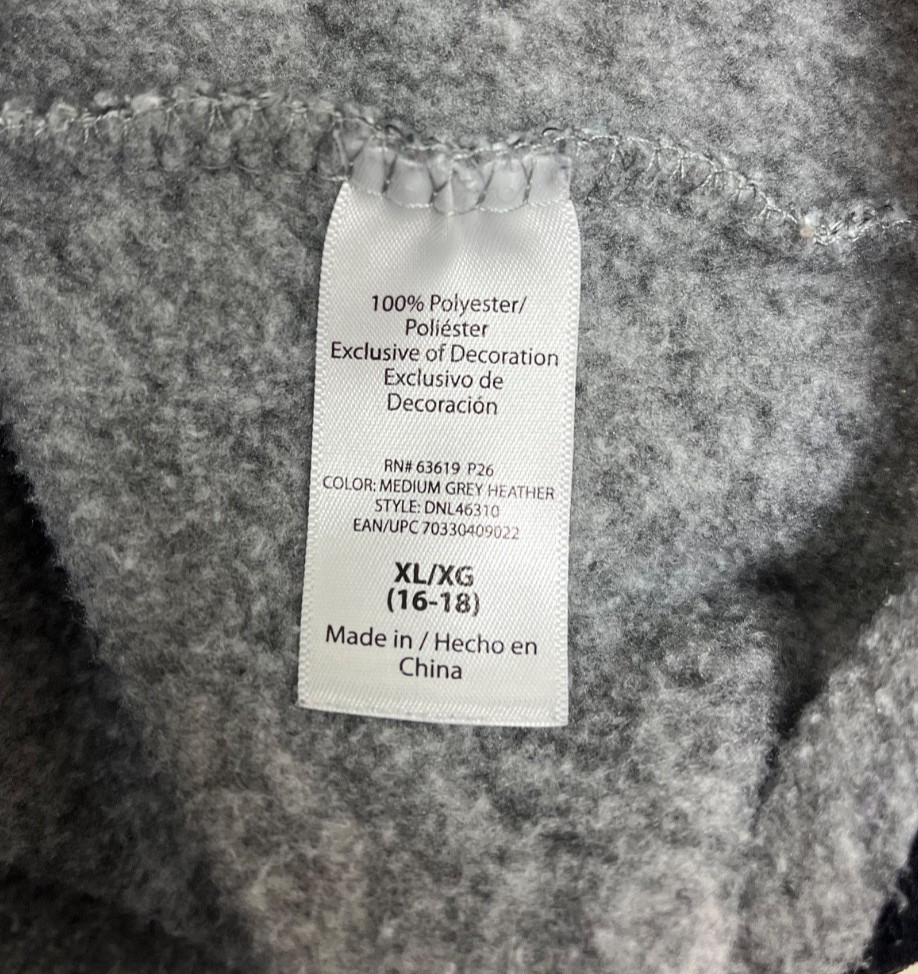 100% Polyester/
Poliéster
Exclusive of Decoration
Exclusivo de
Decoración
RN# 63619 P26
COLOR: MEDIUM GREY HEATHER
STYLE: DNL46310
EAN/UPC 70330409022
XL/XG
(16-18)
Made in / Hecho en
China